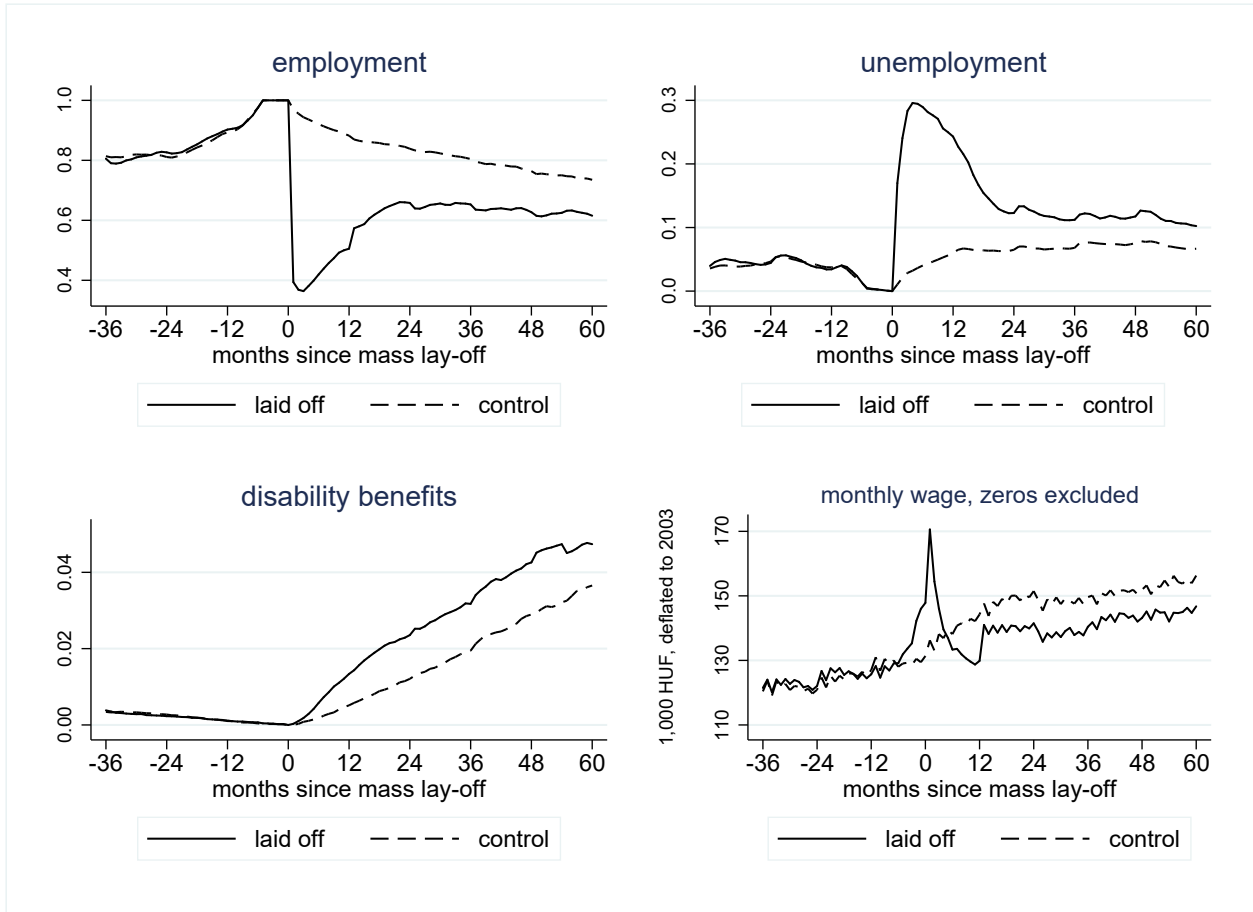 employment
1.0
0.8
0.6
0.4
-36 -24 -12 0 12 24 36 48 60
months since mass lay-off
laid off control
unemployment
0.3
0.2
0.1
0.0
-36 -24 -12 0 12 24 36 48 60
months since mass lay-off
laid off control
disability benefits
0.04
0.02
0.00
-36 -24 -12 0 12 24 36 48 60
months since mass lay-off
laid off control
monthly wage, zeros excluded
1,000 HUF, deflated to 2003
170
150
130
110
-36 -24 -12 0 12 24 36 48 60
months since mass lay-off
laid off control